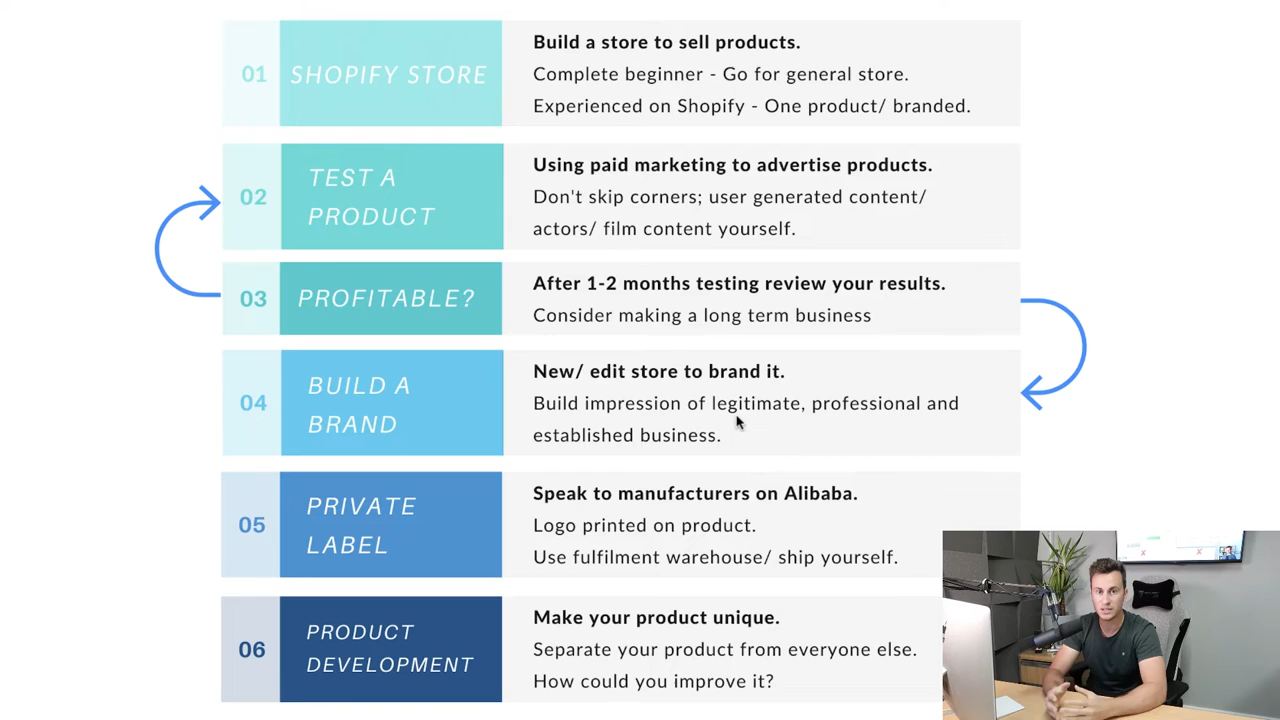 01
SHOPIFY STORE
Build a store to sell products.
Complete beginner - Go for general store.
Experienced on Shopify - One product/ branded.
02
TEST A
PRODUCT
Using paid marketing to advertise products.
Don't skip corners; user generated content/
actors/ film content yourself.
03
PROFITABLE?
After 1-2 months testing review your results.
Consider making a long term business
04
BUILD A
BRAND
New/ edit store to brand it.
Build impression of legitimate, professional and
established business.
05
PRIVATE
LABEL
Speak to manufacturers on Alibaba.
Logo printed on product.
Use fulfilment warehouse/ ship yourself.
06
PRODUCT
DEVELOPMENT
Make your product unique.
Separate your product from everyone else.
How could you improve it?